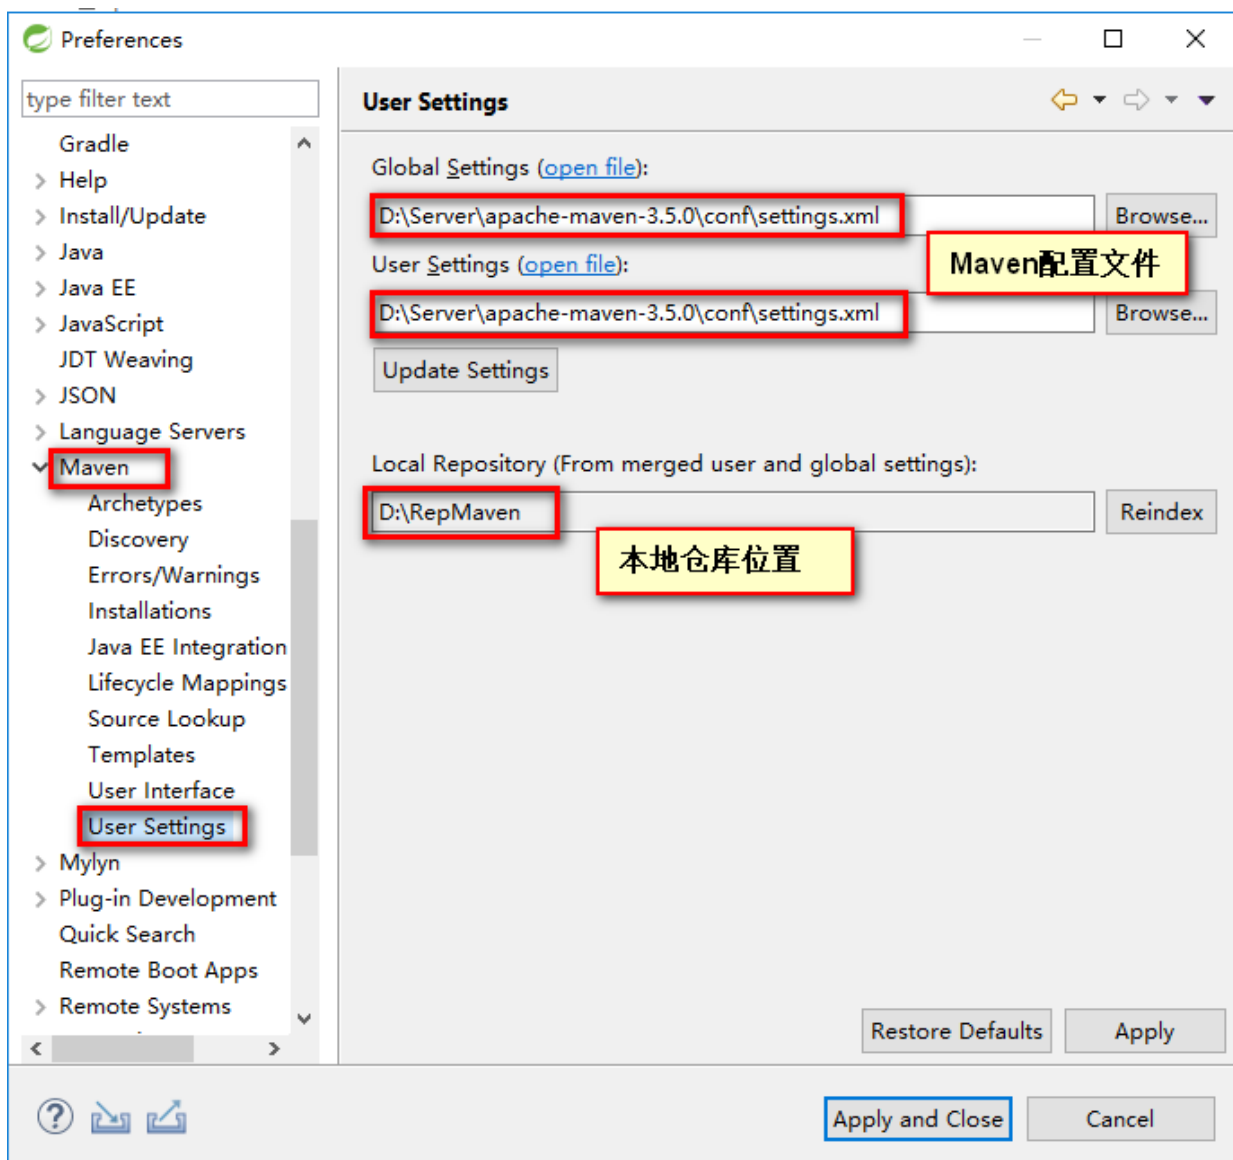 Preferences
type filter text
Gradle
Help
Install/Update
Java
Java EE
JavaScript
JDT Weaving
JSON
Language Servers
Maven
Archetypes
Discovery
Errors/Warnings
Installations
Java EE Integration
Lifecycle Mappings
Source Lookup
Templates
User Interface
User Settings
Mylyn
Plug-in Development
Quick Search
Remote Boot Apps
Remote Systems
User Settings
Global Settings (open file):
D:\Server\apache-maven-3.5.0\conf\settings.xml
Browse...
Maven配置文件
User Settings (open file):
D:\Server\apache-maven-3.5.0\conf\settings.xml
Browse...
Update Settings
Local Repository (From merged user and global settings):
D:\RepMaven
Reindex
本地仓库位置
Restore Defaults
Apply
Apply and Close
Cancel